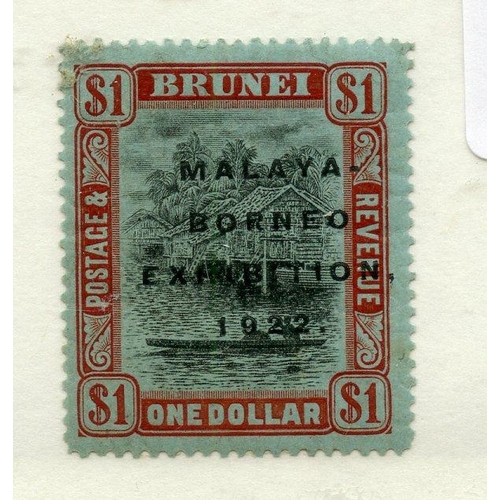 $1 BRUNEI $1
POSTAGE &
REVENUE
MALAYA-
BORNEO
EXHIBITION,
1922.
$1 ONE DOLLAR $1